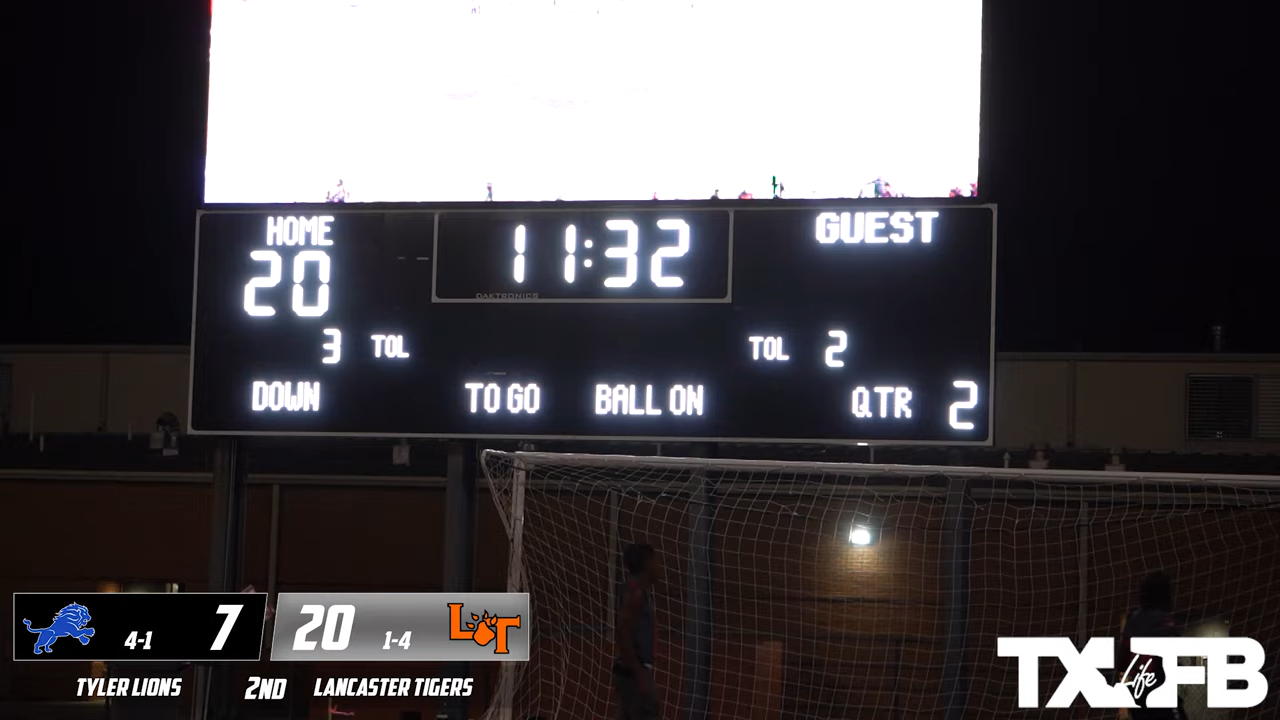 HOME
11:32
GUEST
20
DAKTRONICS
3 TOL
TOL 2
DOWN
TO GO
BALL ON
QTR 2
4-1 7
20 1-4 LT
TYLER LIONS
2ND
LANCASTER TIGERS
TX Life FB